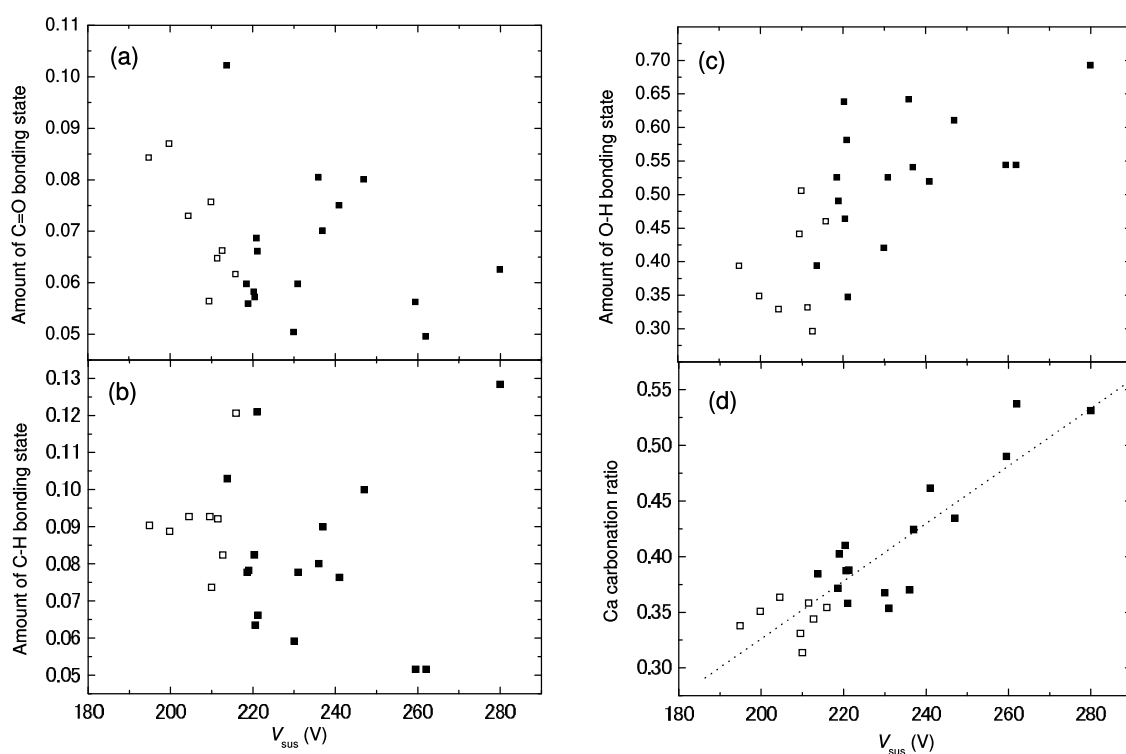 (a)
Amount of C=O bonding state
0.11
0.10
0.09
0.08
0.07
0.06
0.05
(b)
Amount of C-H bonding state
0.13
0.12
0.11
0.10
0.09
0.08
0.07
0.06
0.05
180 200 220 240 260 280
Vsus (V)
(c)
Amount of O-H bonding state
0.70
0.65
0.60
0.55
0.50
0.45
0.40
0.35
0.30
(d)
Ca carbonation ratio
0.55
0.50
0.45
0.40
0.35
0.30
180 200 220 240 260 280
Vsus (V)